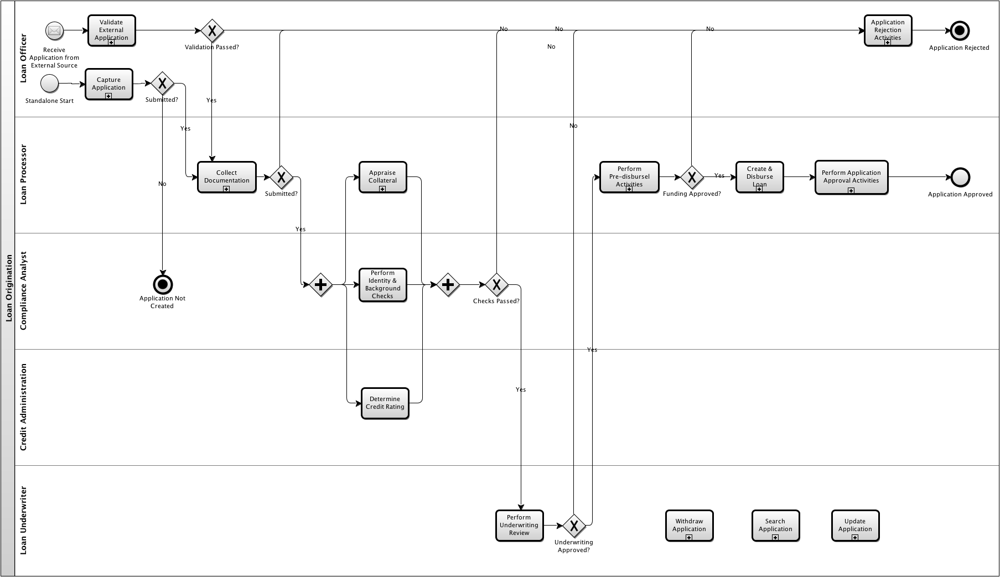 Loan Origination
Loan Officer
Receive
Application from
External Source
Validate
External
Application
Validation Passed?
No
No
No
No
Application
Rejection
Activities
Application Rejected
Standalone Start
Capture
Application
Submitted?
Yes
Yes
Loan Processor
No
No
Collect
Documentation
Submitted?
Yes
Appraise
Collateral
Perform
Pre-disbursel
Activities
Funding Approved?
Yes
Create &
Disburse
Loan
Perform Application
Approval Activities
Application Approved
Compliance Analyst
Application Not
Created
Perform
Identity &
Background
Checks
Checks Passed?
Yes
Credit Administration
Determine
Credit Rating
Yes
Loan Underwriter
Perform
Underwriting
Review
Underwriting
Approved?
Withdraw
Application
Search
Application
Update
Application